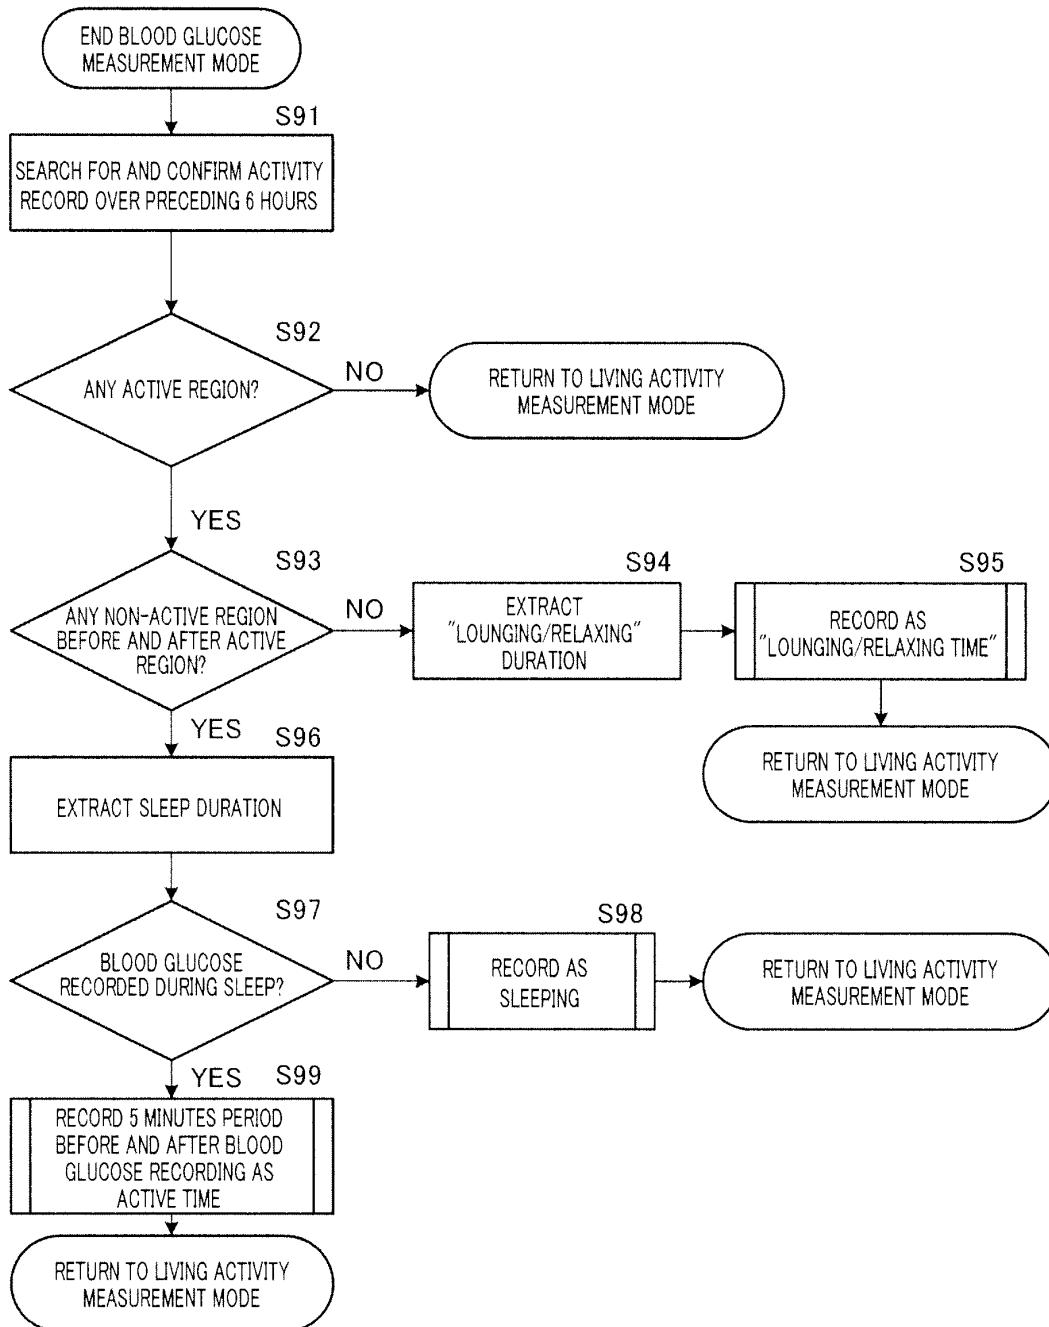 END BLOOD GLUCOSE
MEASUREMENT MODE
S91
SEARCH FOR AND CONFIRM ACTIVITY
RECORD OVER PRECEDING 6 HOURS
S92
ANY ACTIVE REGION?
NO
RETURN TO LIVING ACTIVITY
MEASUREMENT MODE
YES
S93
ANY NON-ACTIVE REGION
BEFORE AND AFTER ACTIVE
REGION?
NO
S94
EXTRACT
"LOUNGING/RELAXING"
DURATION
S95
RECORD AS
"LOUNGING/RELAXING TIME"
RETURN TO LIVING ACTIVITY
MEASUREMENT MODE
YES
S96
EXTRACT SLEEP DURATION
S97
BLOOD GLUCOSE
RECORDED DURING SLEEP?
NO
S98
RECORD AS
SLEEPING
RETURN TO LIVING ACTIVITY
MEASUREMENT MODE
YES
S99
RECORD 5 MINUTES PERIOD
BEFORE AND AFTER BLOOD
GLUCOSE RECORDING AS
ACTIVE TIME
RETURN TO LIVING ACTIVITY
MEASUREMENT MODE